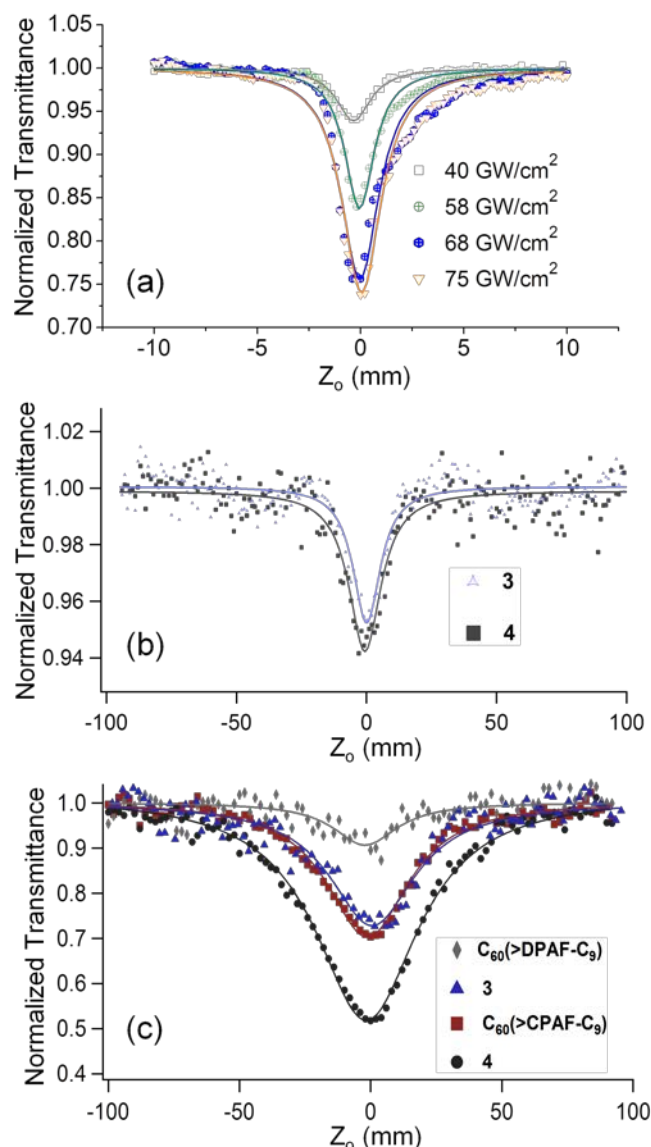 1.00
0.95
0.90
0.85
0.80
0.75
0.70
Normalized Transmittance
40 GW/cm²
58 GW/cm²
68 GW/cm²
75 GW/cm²
(a)
-10 -5 0 5 10
Zₒ (mm)
1.02
1.00
0.98
0.96
0.94
Normalized Transmittance
3
4
(b)
-100 -50 0 50 100
Zₒ (mm)
1.0
0.9
0.8
0.7
0.6
0.5
0.4
Normalized Transmittance
C₆₀(>DPAF-C₉)
3
C₆₀(>CPAF-C₉)
4
(c)
-100 -50 0 50 100
Zₒ (mm)